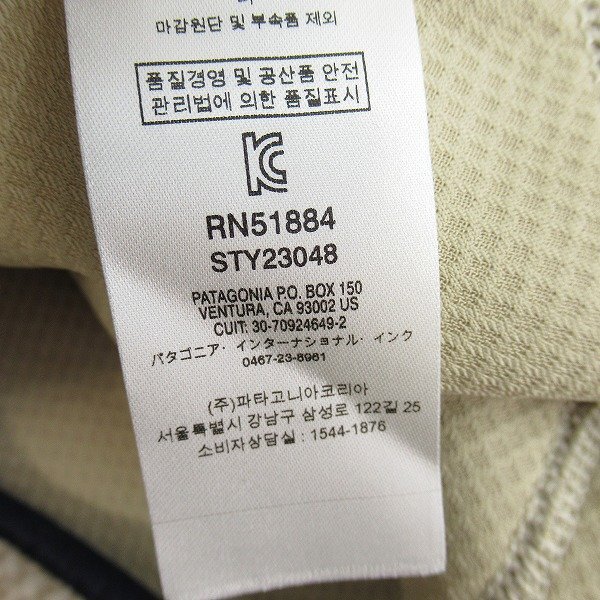 마감원단 및 부속품 제외
품질경영 및 공산품 안전
관리법에 의한 품질표시
RN51884
STY23048
PATAGONIA P.O. BOX 150
VENTURA, CA 93002 US
CUIT: 30-70924649-2
パタゴニア・インターナショナル・インク
0467-23-8961
(주)파타고니아코리아
서울특별시 강남구 삼성로 122길 25
소비자상담실 : 1544-1876